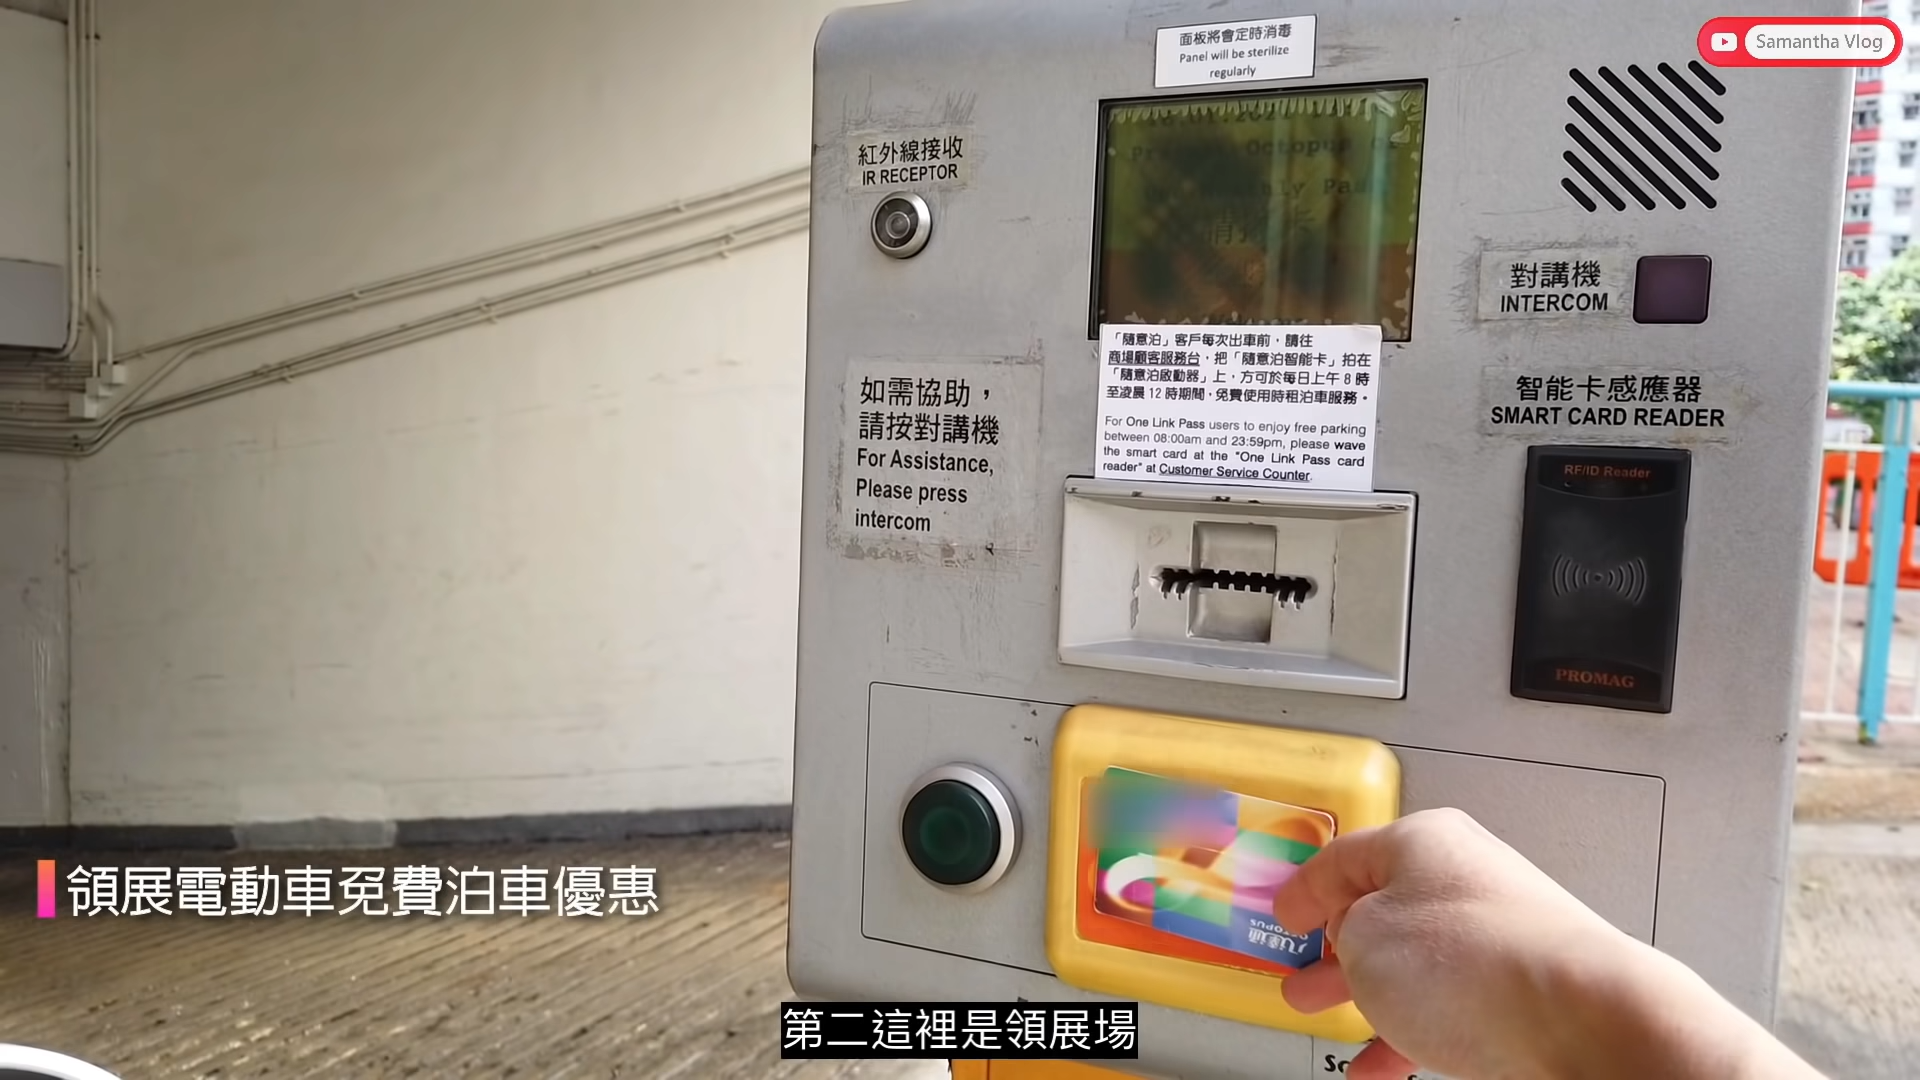 Samantha Vlog
面板將會定時消毒
Panel will be sterilize
regularly
紅外線接收
IR RECEPTOR
Octopus
Pass
對講機
INTERCOM
「隨意泊」客戶每次出車前，請往
商場顧客服務台，把「隨意泊智能卡」拍在
「隨意泊啟動器」上，方可於每日上午 8 時
至凌晨 12 時期間，免費使用時租泊車服務。
For One Link Pass users to enjoy free parking
between 08:00am and 23:59pm, please wave
the smart card at the "One Link Pass card
reader" at Customer Service Counter.
如需協助，
請按對講機
For Assistance,
Please press
intercom
智能卡感應器
SMART CARD READER
RF/ID Reader
PROMAG
八達通
OCTOPUS
領展電動車免費泊車優惠
第二這裡是領展場